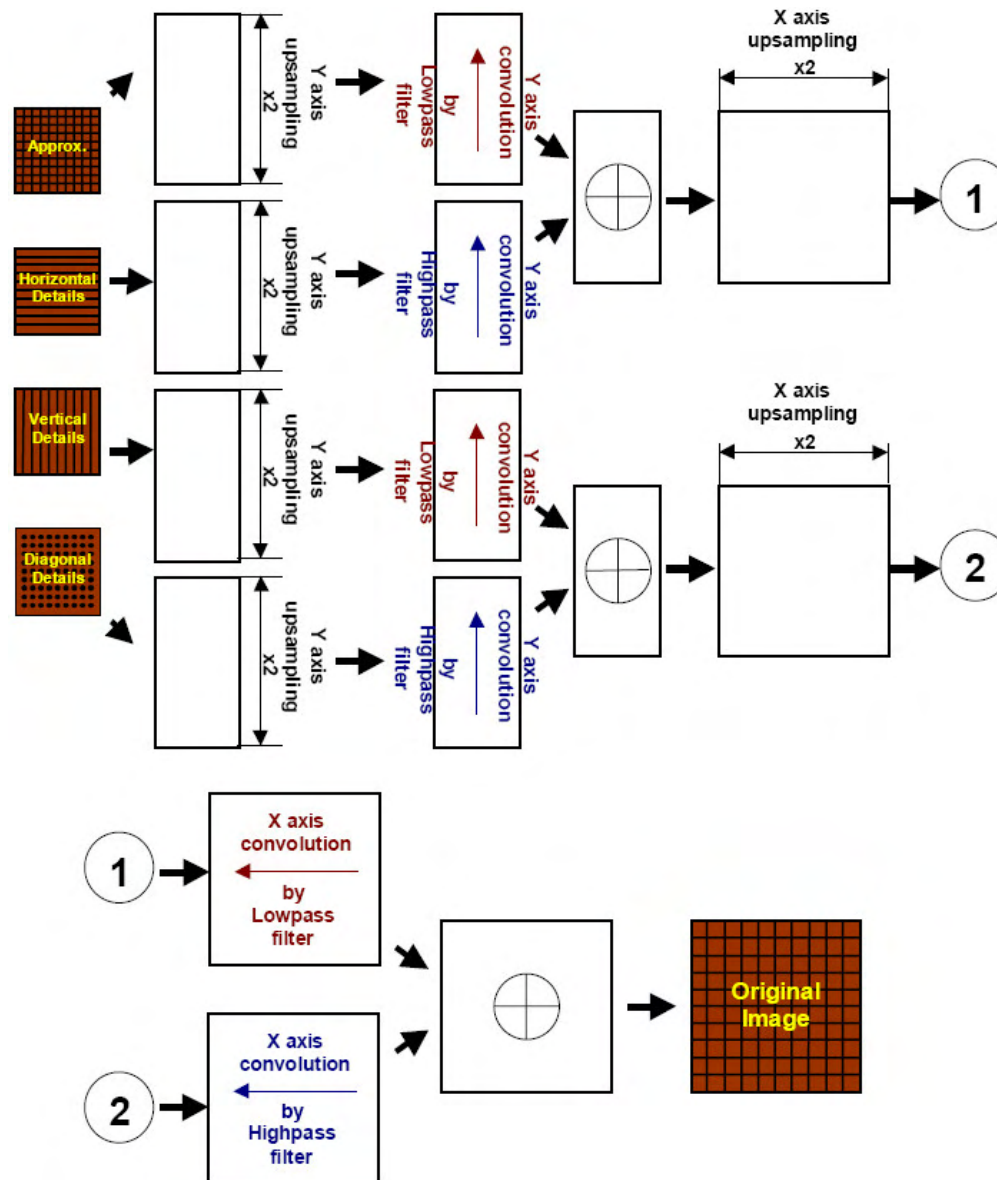 Approx.
Y axis
upsampling
x2
Y axis
convolution
by
Lowpass
filter
X axis
upsampling
x2
1
Horizontal
Details
Y axis
upsampling
x2
Y axis
convolution
by
Highpass
filter
Vertical
Details
Y axis
upsampling
x2
Y axis
convolution
by
Lowpass
filter
X axis
upsampling
x2
2
Diagonal
Details
Y axis
upsampling
x2
Y axis
convolution
by
Highpass
filter
1
X axis
convolution
by
Lowpass
filter
2
X axis
convolution
by
Highpass
filter
Original
Image